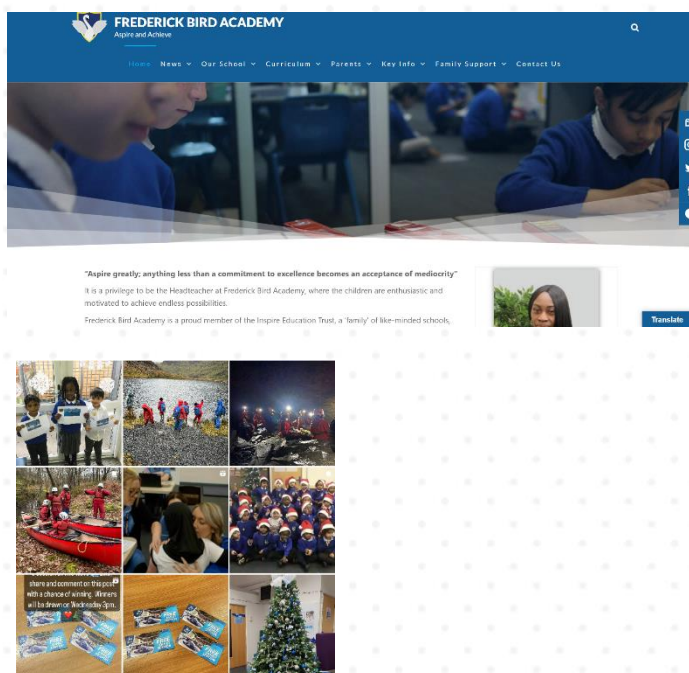 FREDERICK BIRD ACADEMY
Aspire and Achieve
Home News Our School Curriculum Parents Key Info Family Support Contact Us
"Aspire greatly; anything less than a commitment to excellence becomes an acceptance of mediocrity"
It is a privilege to be the Headteacher at Frederick Bird Academy, where the children are enthusiastic and
motivated to achieve endless possibilities.
Frederick Bird Academy is a proud member of the Inspire Education Trust, a 'family' of like-minded schools,
Translate
share and comment on this post
with a chance of winning. Winners
will be drawn on Wednesday 3pm.